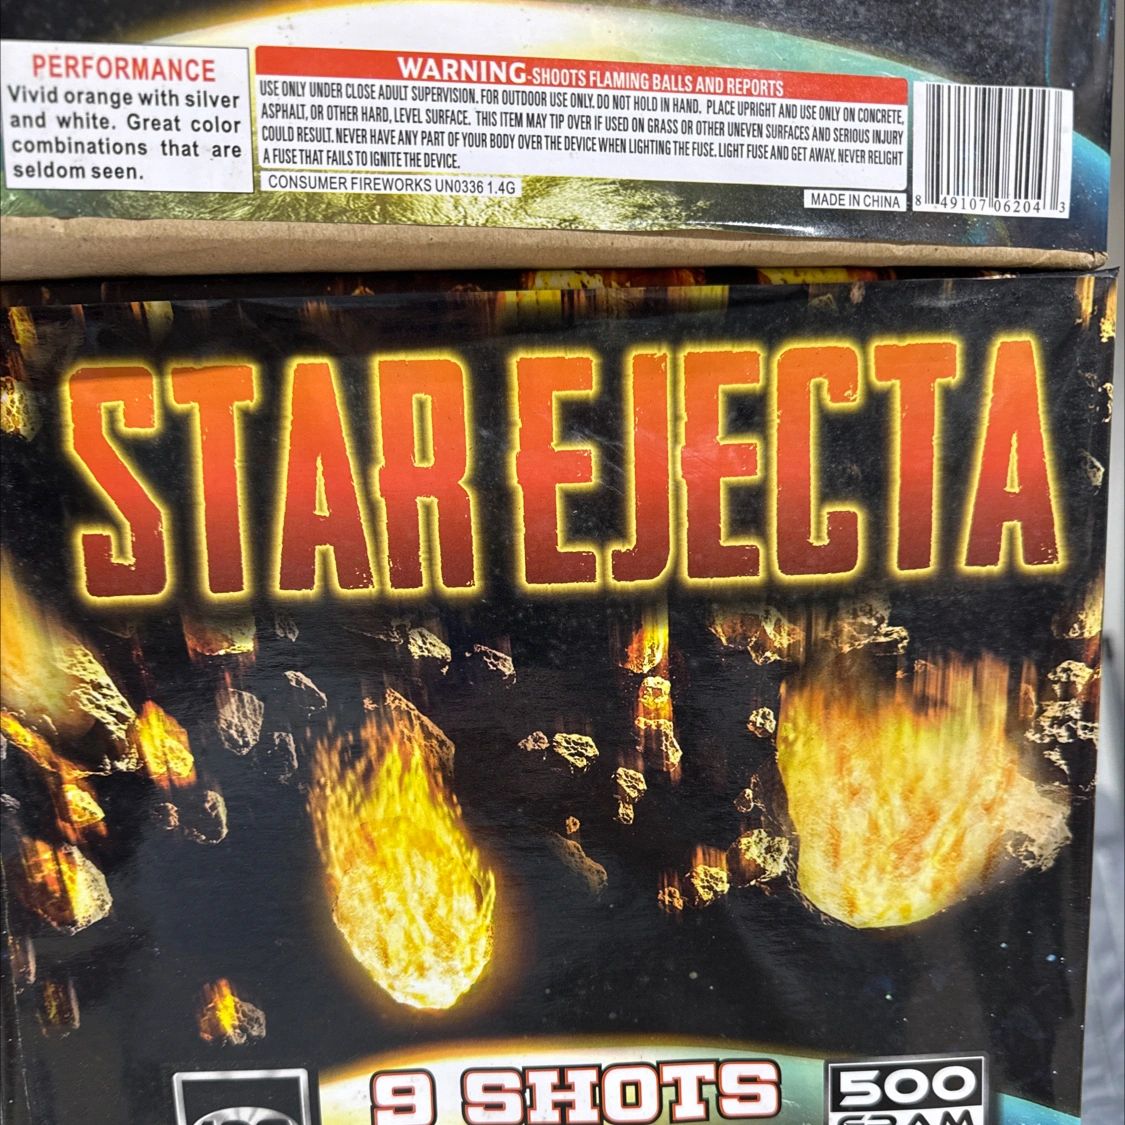 PERFORMANCE
Vivid orange with silver
and white. Great color
combinations that are
seldom seen.
WARNING-SHOOTS FLAMING BALLS AND REPORTS
USE ONLY UNDER CLOSE ADULT SUPERVISION. FOR OUTDOOR USE ONLY. DO NOT HOLD IN HAND. PLACE UPRIGHT AND USE ONLY ON CONCRETE,
ASPHALT, OR OTHER HARD, LEVEL SURFACE. THIS ITEM MAY TIP OVER IF USED ON GRASS OR OTHER UNEVEN SURFACES AND SERIOUS INJURY
COULD RESULT. NEVER HAVE ANY PART OF YOUR BODY OVER THE DEVICE WHEN LIGHTING THE FUSE. LIGHT FUSE AND GET AWAY. NEVER RELIGHT
A FUSE THAT FAILS TO IGNITE THE DEVICE.
CONSUMER FIREWORKS UN0336 1.4G
MADE IN CHINA
8 49107 06204 3
STAR EJECTA
9 SHOTS
500
GRAM